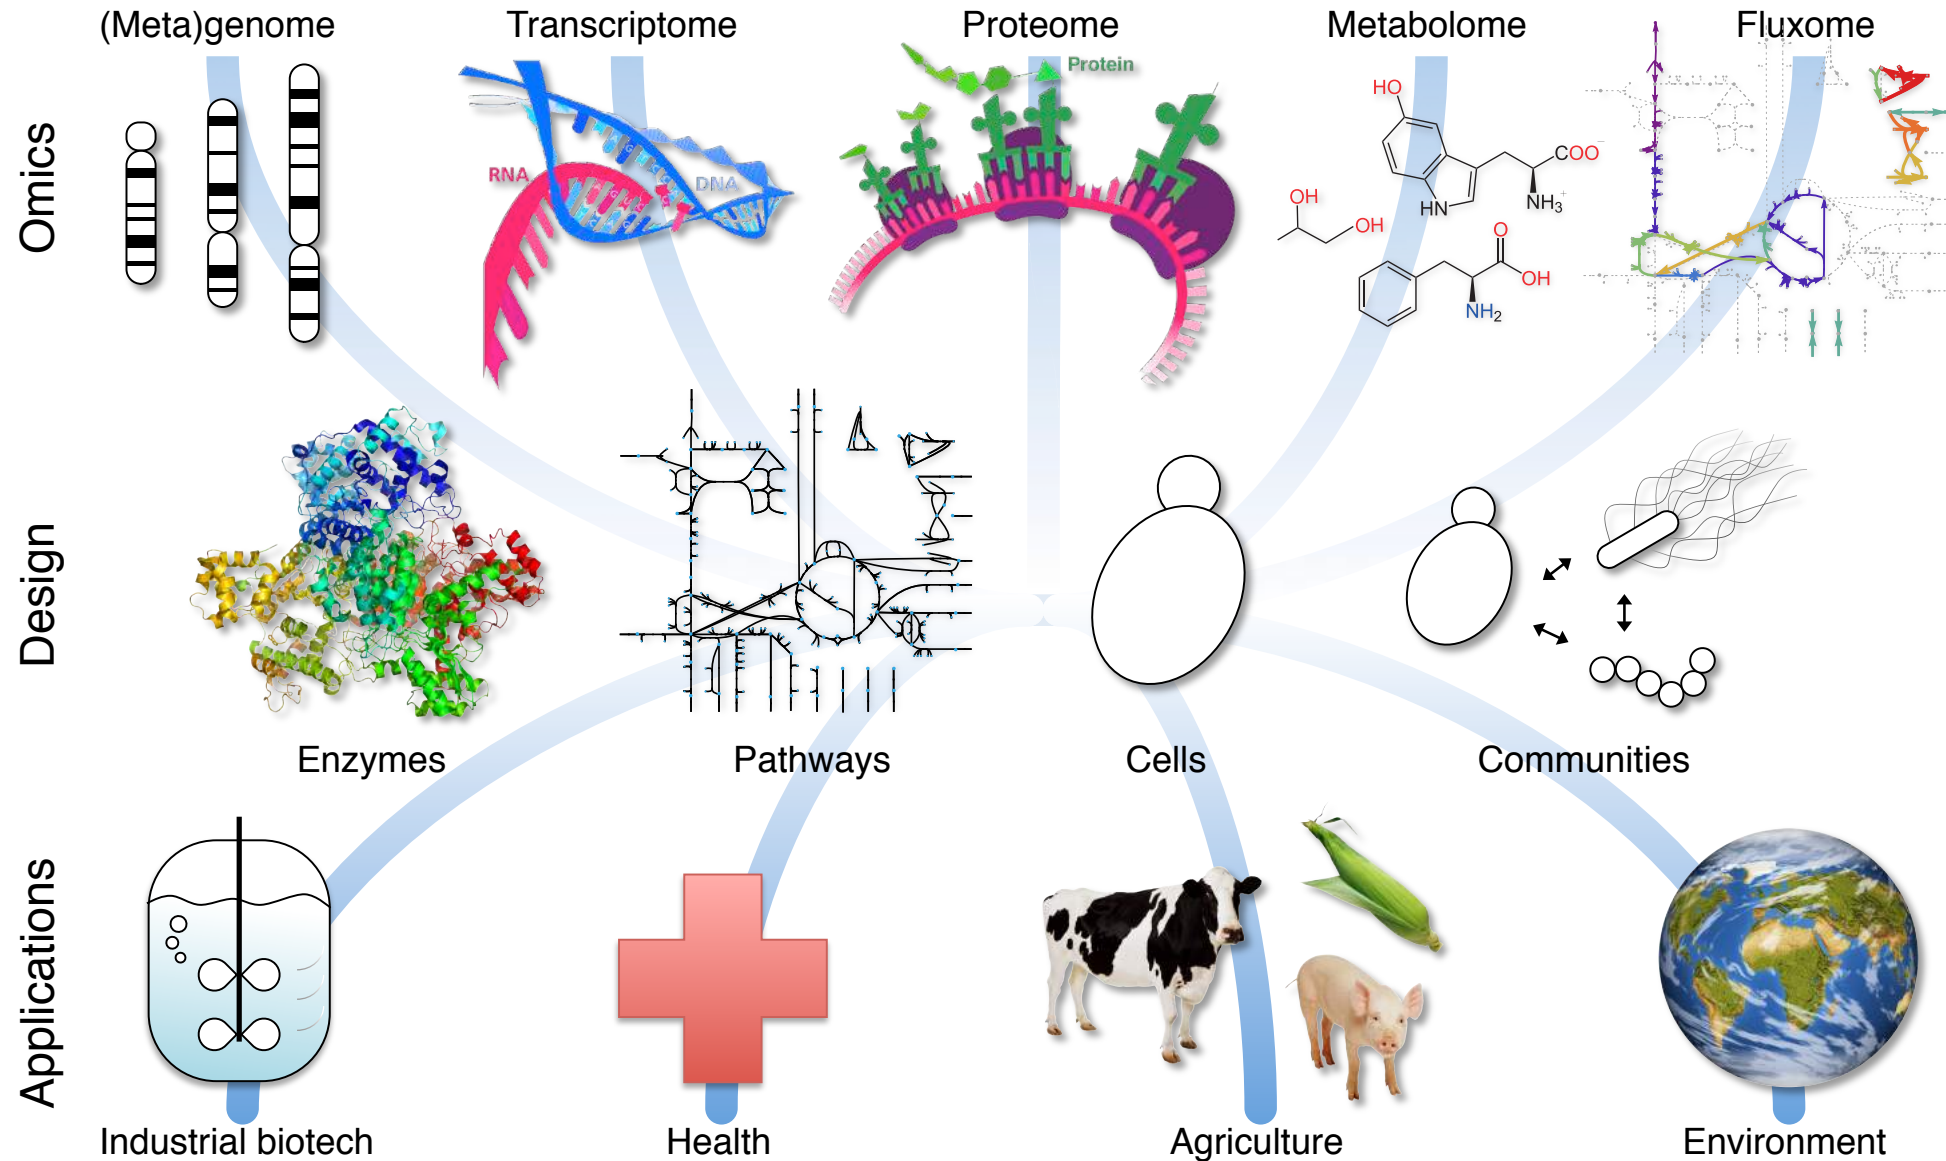 (Meta)genome
Transcriptome
Proteome
Metabolome
Fluxome
Omics
RNA
DNA
Protein
HO
COO⁻
NH₃⁺
HN
OH
OH
O
OH
NH₂
Design
Enzymes
Pathways
Cells
Communities
Applications
Industrial biotech
Health
Agriculture
Environment